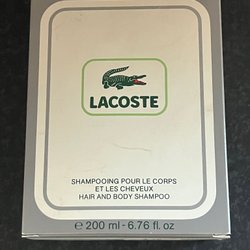 LACOSTE
SHAMPOOING POUR LE CORPS
ET LES CHEVEUX
HAIR AND BODY SHAMPOO
e 200 ml - 6.76 fl. oz